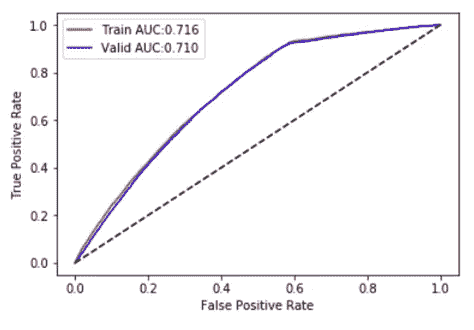 Train AUC:0.716
Valid AUC:0.710
True Positive Rate
1.0
0.8
0.6
0.4
0.2
0.0
0.0 0.2 0.4 0.6 0.8 1.0
False Positive Rate